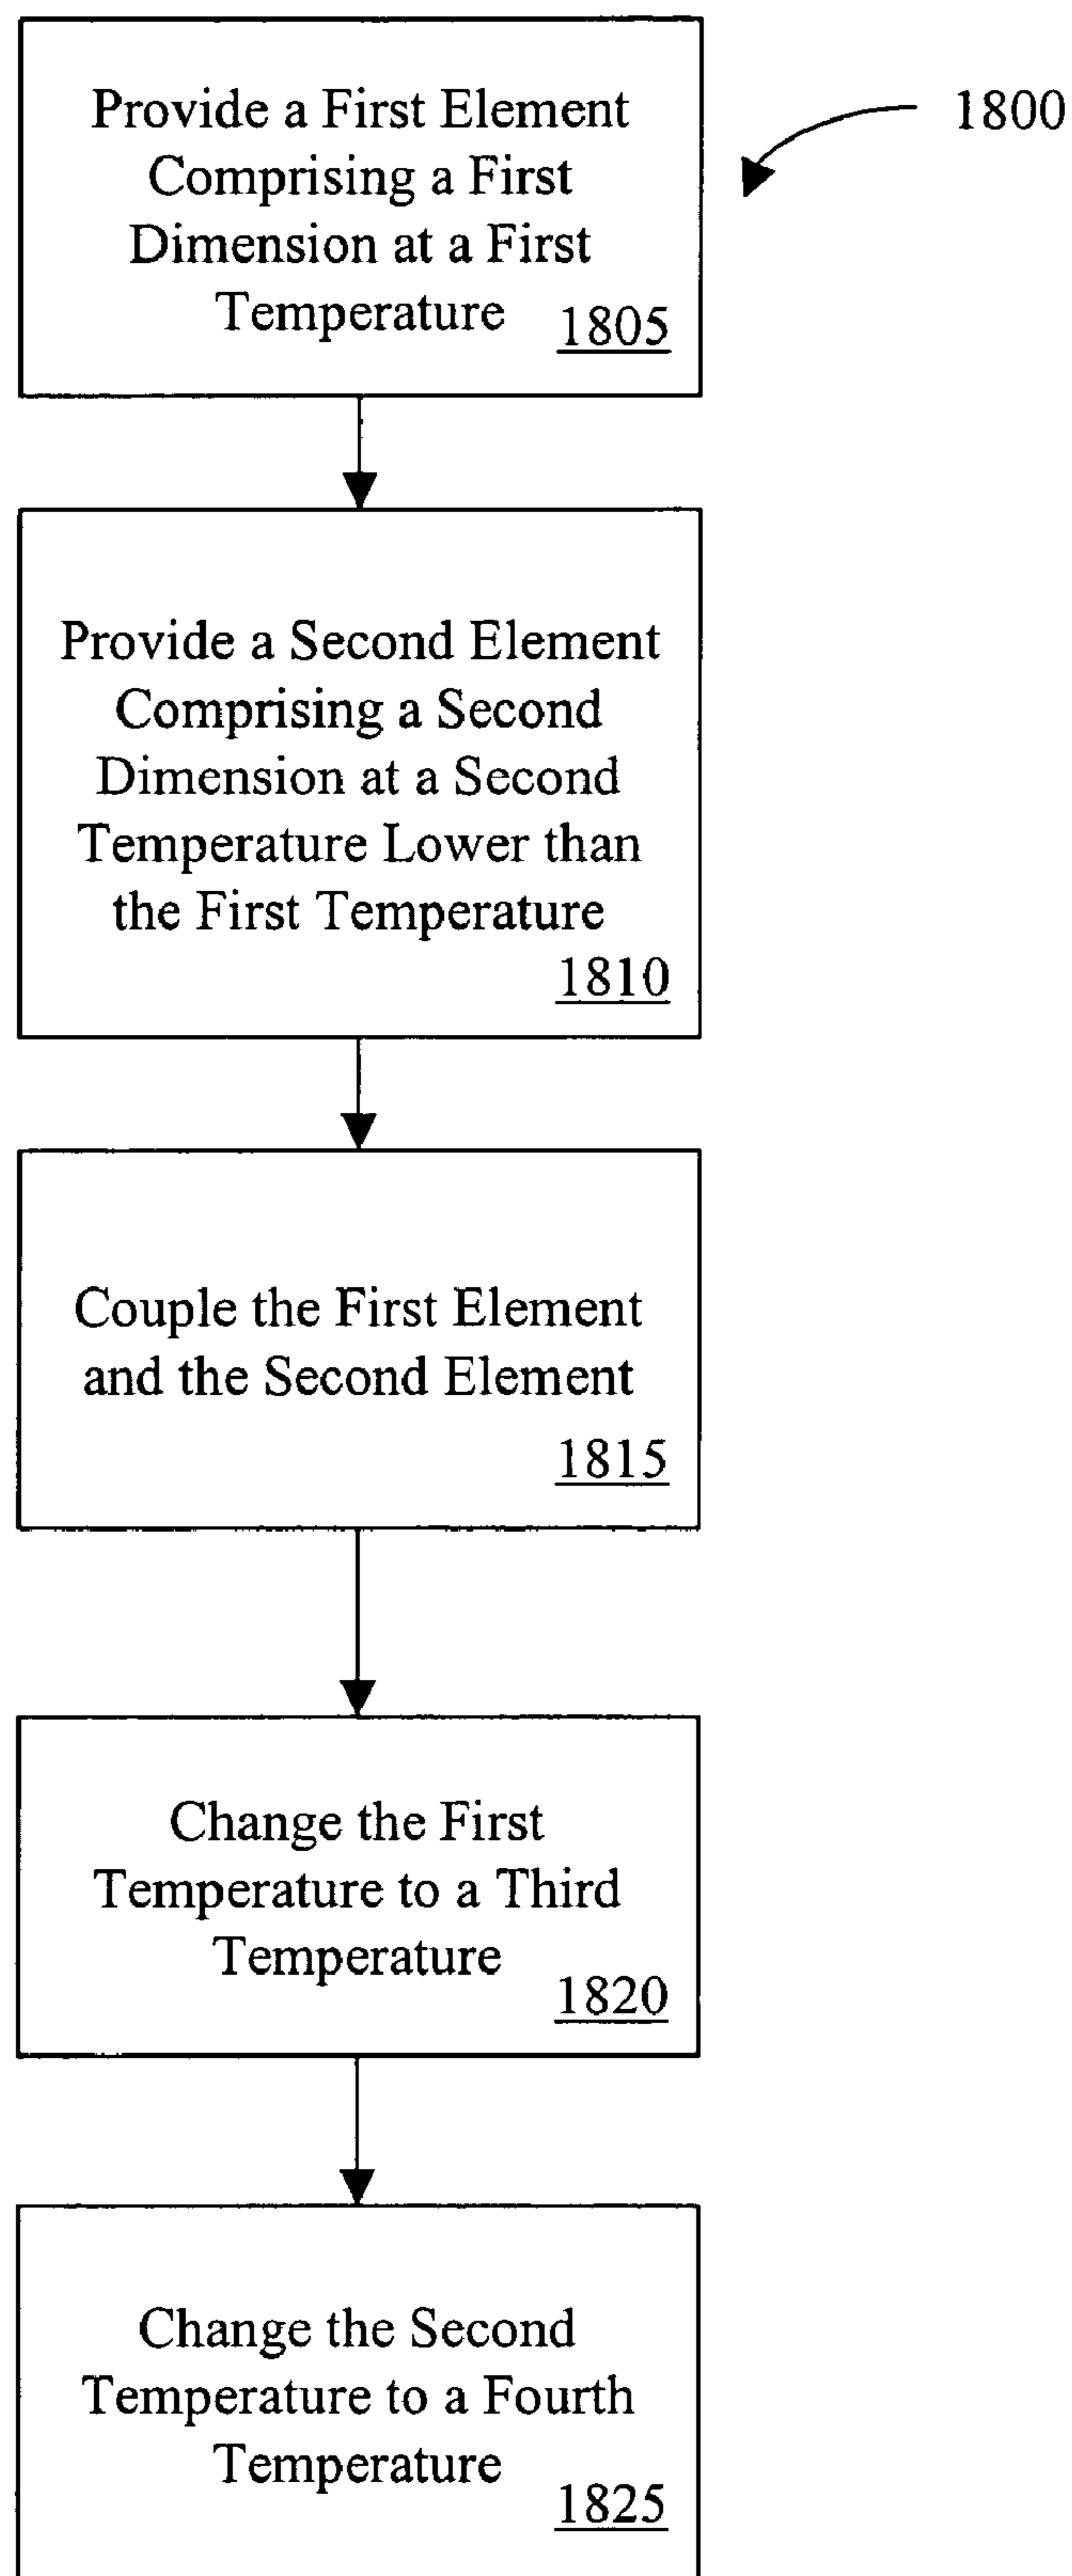 Provide a First Element
Comprising a First
Dimension at a First
Temperature
1805
1800
Provide a Second Element
Comprising a Second
Dimension at a Second
Temperature Lower than
the First Temperature
1810
Couple the First Element
and the Second Element
1815
Change the First
Temperature to a Third
Temperature
1820
Change the Second
Temperature to a Fourth
Temperature
1825